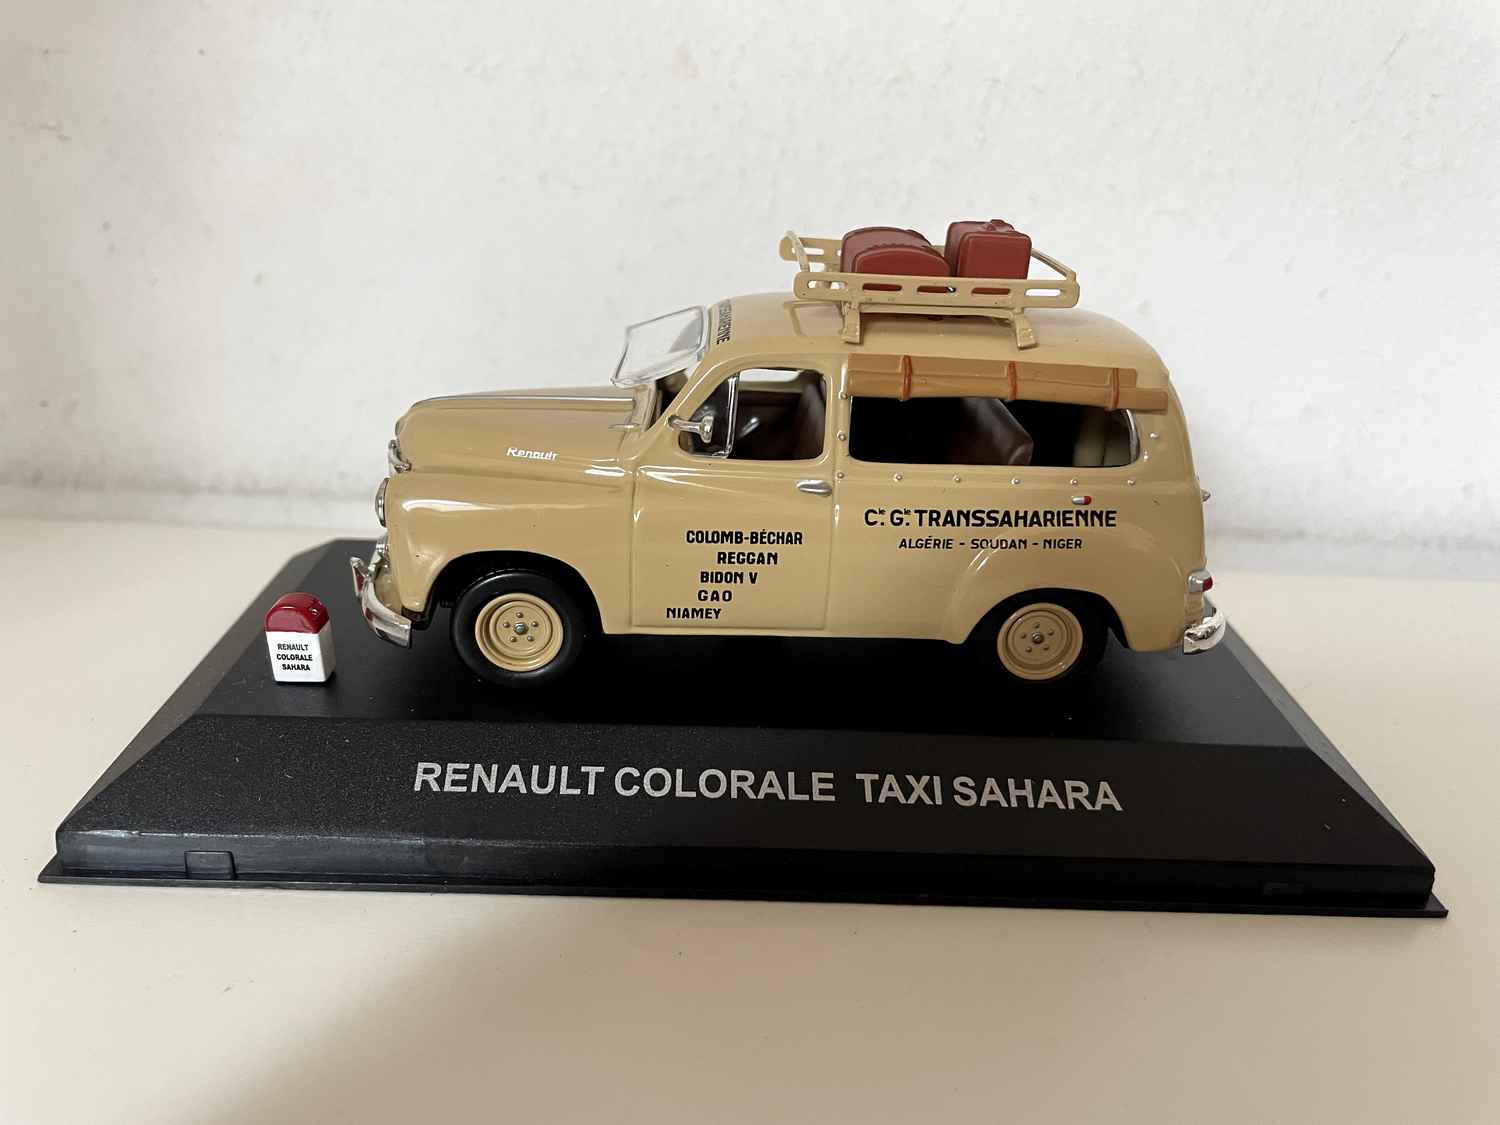 TRANSSAHARIENNE
Renault
Cie. Gle. TRANSSAHARIENNE
ALGÉRIE - SOUDAN - NIGER
COLOMB-BÉCHAR
REGGAN
BIDON V
GAO
NIAMEY
RENAULT
COLORALE
SAHARA
RENAULT COLORALE TAXI SAHARA